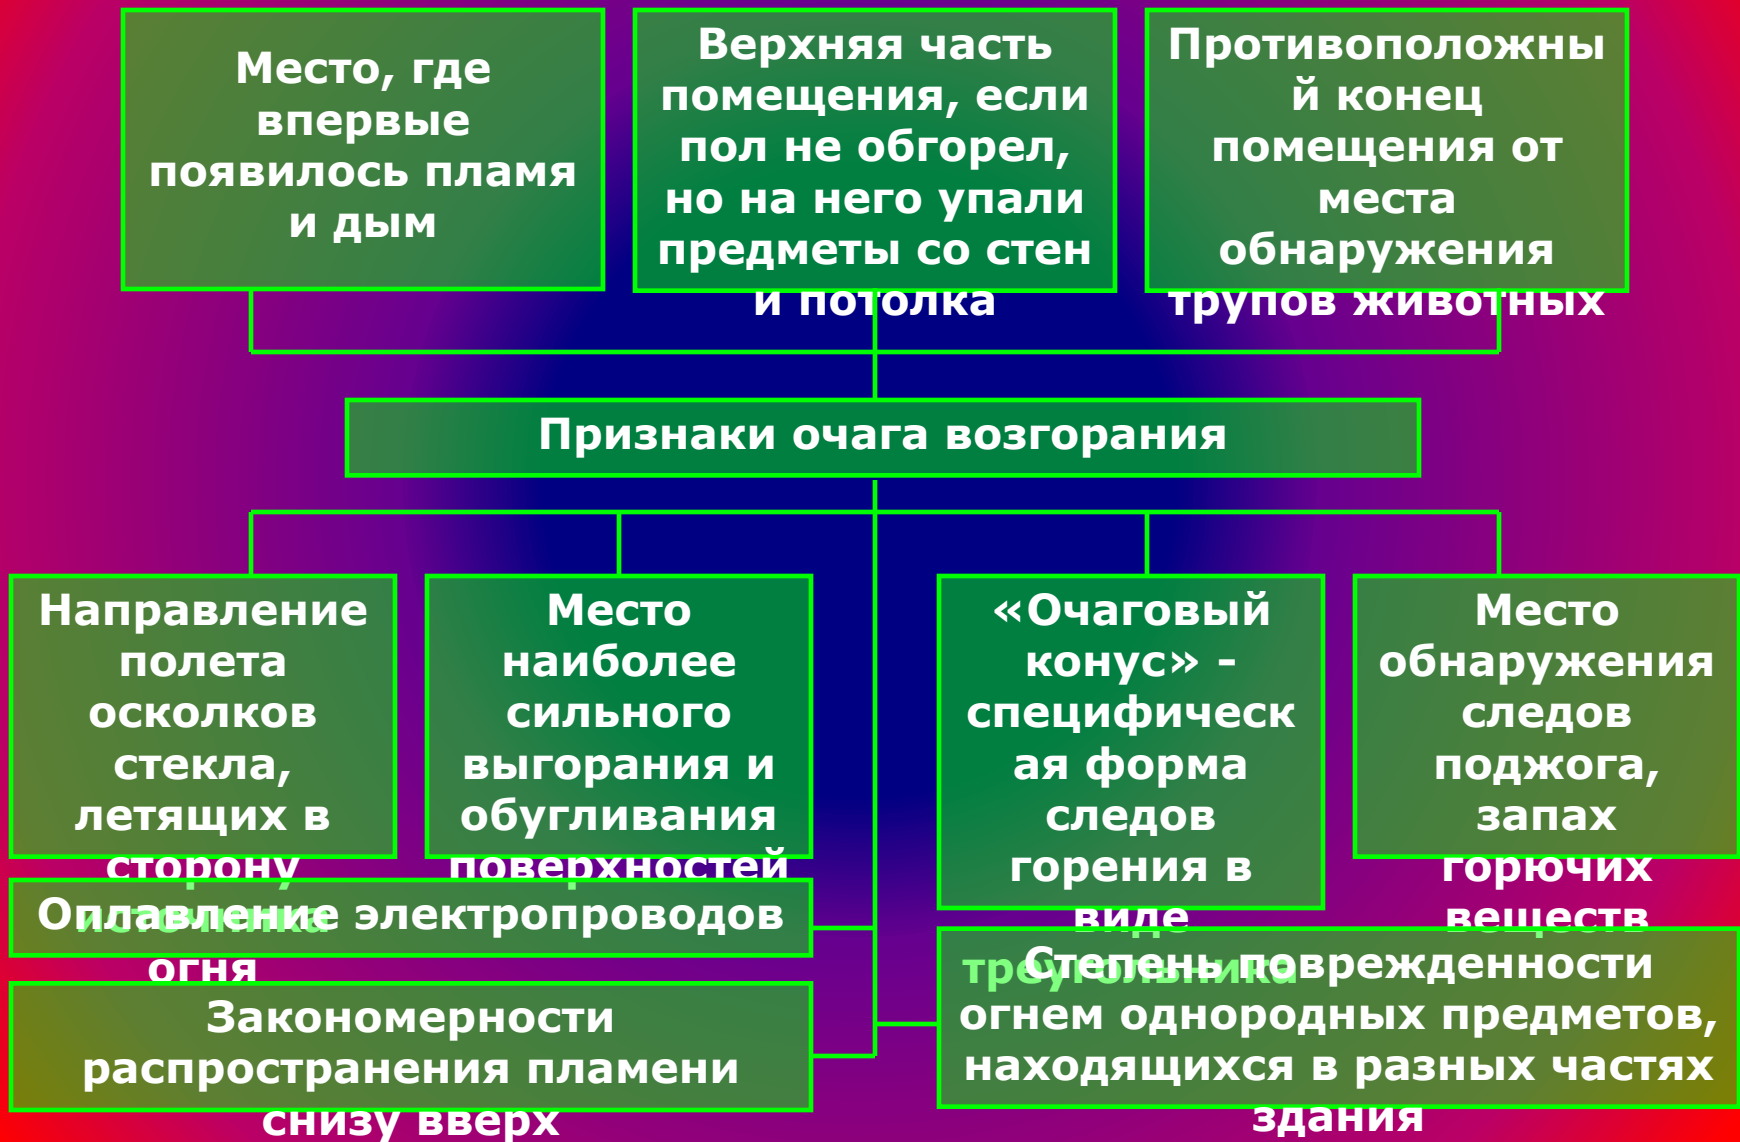 Место, где
впервые
появилось пламя
и дым
Верхняя часть
помещения, если
пол не обгорел,
но на него упали
предметы со стен
и потолка
Противоположны
й конец
помещения от
места
обнаружения
трупов животных
Признаки очага возгорания
Направление
полета
осколков
стекла,
летящих в
сторону
источника
огня
Место
наиболее
сильного
выгорания и
обугливания
поверхностей
«Очаговый
конус» -
специфическ
ая форма
следов
горения в
виде
треугольника
Место
обнаружения
следов
поджога,
запах
горючих
веществ
Оплавление электропроводов
Закономерности
распространения пламени
снизу вверх
Степень поврежденности
огнем однородных предметов,
находящихся в разных частях
здания